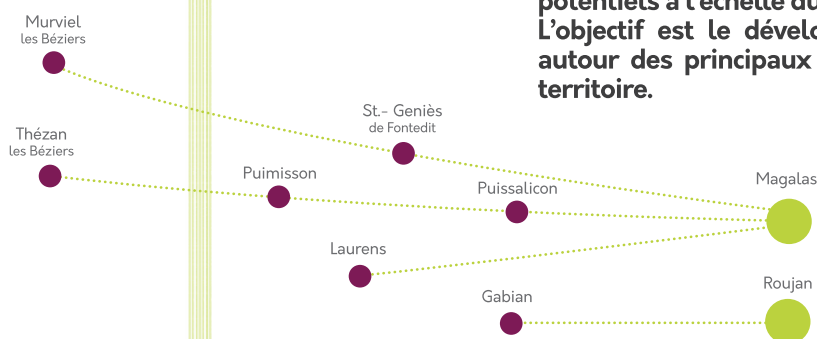 potentiels à l'échelle du
L'objectif est le dévelo
autour des principaux
territoire.
Murviel
les Béziers
St.- Geniès
de Fontedit
Thézan
les Béziers
Puimisson
Puissalicon
Magalas
Laurens
Gabian
Roujan